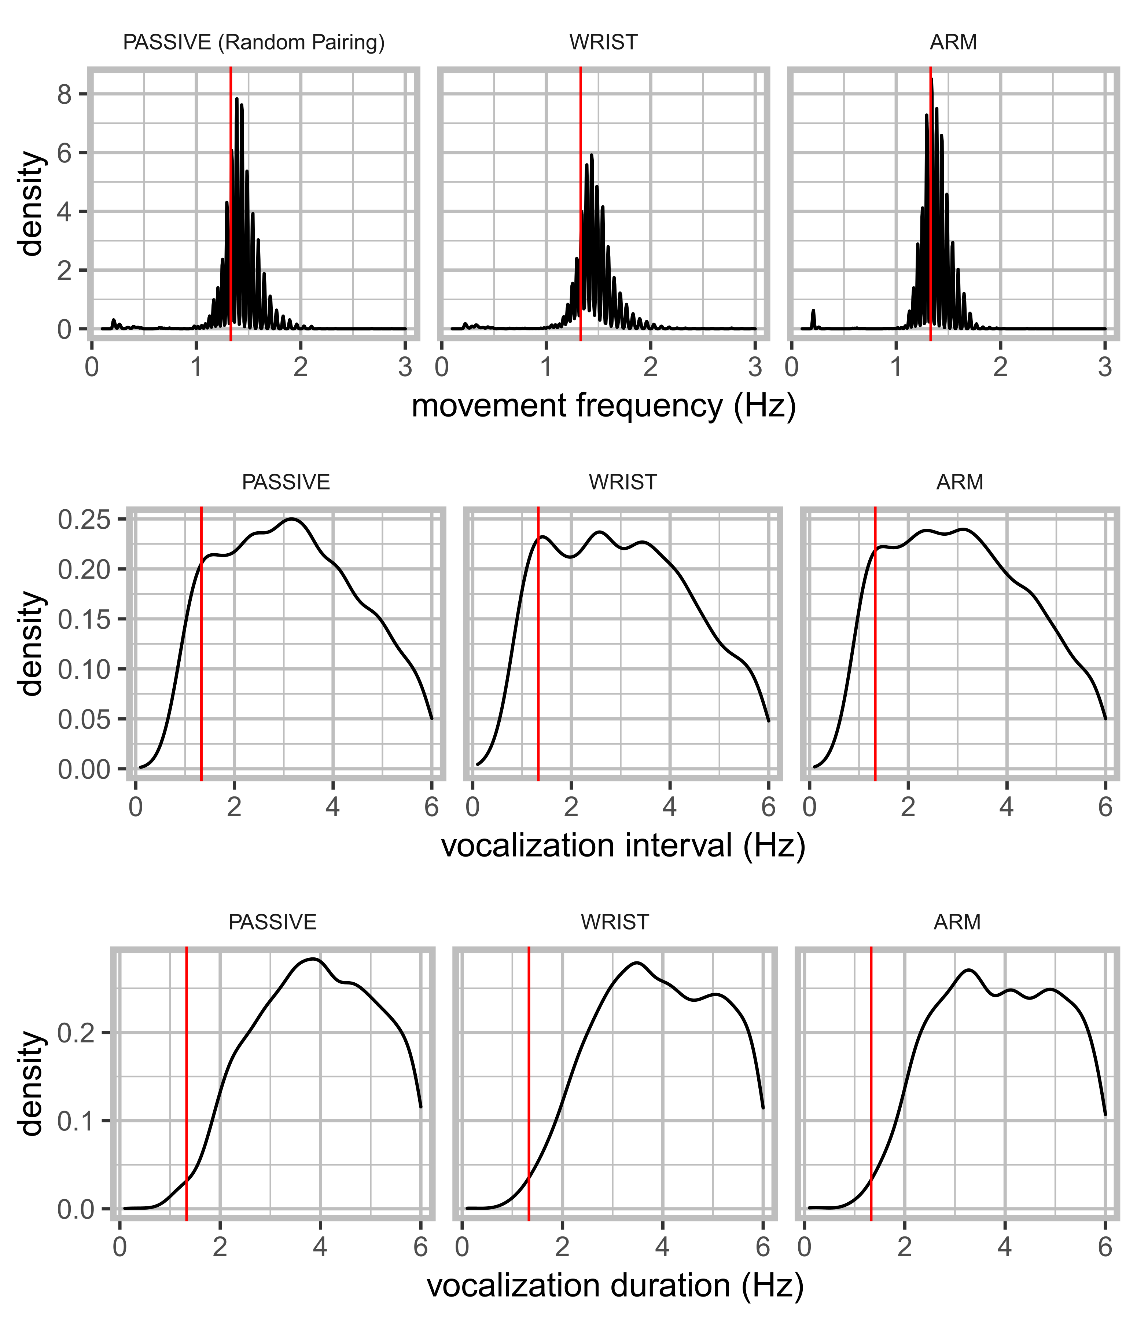 PASSIVE (Random Pairing) WRIST ARM
8
6
4
2
0
density
0 1 2 3 0 1 2 3 0 1 2 3
movement frequency (Hz)
PASSIVE WRIST ARM
0.25
0.20
0.15
0.10
0.05
0.00
density
0 2 4 6 0 2 4 6 0 2 4 6
vocalization interval (Hz)
PASSIVE WRIST ARM
0.2
0.1
0.0
density
0 2 4 6 0 2 4 6 0 2 4 6
vocalization duration (Hz)